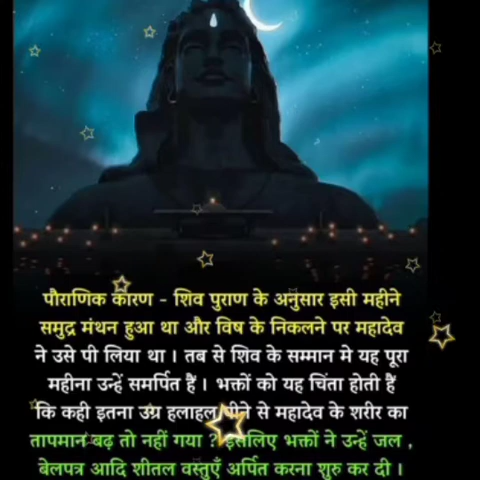 पौराणिक कारण - शिव पुराण के अनुसार इसी महीने
समुद्र मंथन हुआ था और विष के निकलने पर महादेव
ने उसे पी लिया था । तब से शिव के सम्मान मे यह पूरा
महीना उन्हें समर्पित हैं । भक्तों को यह चिंता होती हैं
कि कही इतना उग्र हलाहल पीने से महादेव के शरीर का
तापमान बढ़ तो नहीं गया ? इसलिए भक्तों ने उन्हें जल ,
बेलपत्र आदि शीतल वस्तुएँ अर्पित करना शुरु कर दी ।